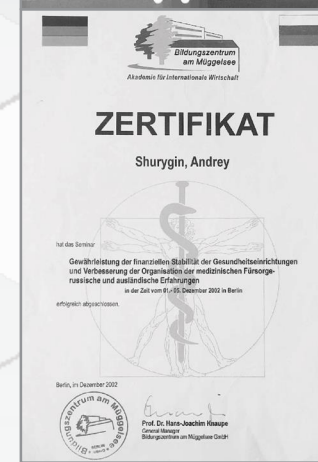 Bildungszentrum
am Müggelsee
Akademie für Internationale Wirtschaft
ZERTIFIKAT
Shurygin, Andrey
hat das Seminar
Gewährleistung der finanziellen Stabilität der Gesundheitseinrichtungen
und Verbesserung der Organisation der medizinischen Fürsorge-
russische und ausländische Erfahrungen
in der Zeit vom 01.- 05. Dezember 2002 in Berlin
erfolgreich abgeschlossen.
Berlin, im Dezember 2002
Bildungszentrum am Müggelsee
BERLIN
Prof. Dr. Hans-Joachim Knaupe
General Manager
Bildungszentrum am Müggelsee GmbH